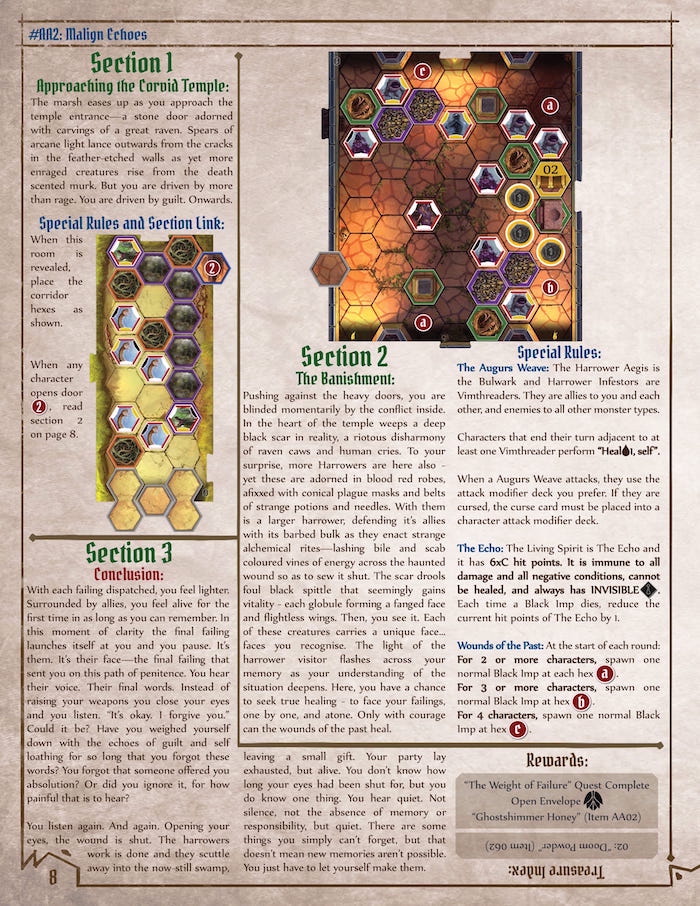 #AA2: Malign Echoes
Section 1
Approaching the Corvid Temple:
The marsh eases up as you approach the
temple entrance—a stone door adorned
with carvings of a great raven. Spears of
arcane light lance outwards from the cracks
in the feather-etched walls as yet more
enraged creatures rise from the death
scented murk. But you are driven by more
than rage. You are driven by guilt. Onwards.
Special Rules and Section Link:
When this
room is
revealed,
place the
corridor
hexes as
shown.
When any
character
opens door
2, read
section 2
on page 8.
2
Section 3
Conclusion:
With each failing dispatched, you feel lighter.
Surrounded by allies, you feel alive for the
first time in as long as you can remember. In
this moment of clarity the final failing
launches itself at you and you pause. It's
them. It's their face—the final failing that
sent you on this path of penitence. You hear
their voice. Their final words. Instead of
raising your weapons you close your eyes
and you listen. "It's okay. I forgive you."
Could it be? Have you weighed yourself
down with the echoes of guilt and self
loathing for so long that you forgot these
words? You forgot that someone offered you
absolution? Or did you ignore it, for how
painful that is to hear?
You listen again. And again. Opening your
eyes, the wound is shut. The harrowers
work is done and they scuttle
away into the now-still swamp,
8
c
a
02
b
a
Section 2
The Banishment:
Pushing against the heavy doors, you are
blinded momentarily by the conflict inside.
In the heart of the temple weeps a deep
black scar in reality, a riotous disharmony
of raven caws and human cries. To your
surprise, more Harrowers are here also -
yet these are adorned in blood red robes,
afixxed with conical plague masks and belts
of strange potions and needles. With them
is a larger harrower, defending it's allies
with its barbed bulk as they enact strange
alchemical rites—lashing bile and scab
coloured vines of energy across the haunted
wound so as to sew it shut. The scar drools
foul black spittle that seemingly gains
vitality - each globule forming a fanged face
and flightless wings. Then, you see it. Each
of these creatures carries a unique face...
faces you recognise. The light of the
harrower visitor flashes across your
memory as your understanding of the
situation deepens. Here, you have a chance
to seek true healing - to face your failings,
one by one, and atone. Only with courage
can the wounds of the past heal.
leaving a small gift. Your party lay
exhausted, but alive. You don't know how
long your eyes had been shut for, but you
do know one thing. You hear quiet. Not
silence, not the absence of memory or
responsibility, but quiet. There are some
things you simply can't forget, but that
doesn't mean new memories aren't possible.
You just have to let yourself make them.
Special Rules:
The Augurs Weave: The Harrower Aegis is
the Bulwark and Harrower Infestors are
Vimthreaders. They are allies to you and each
other, and enemies to all other monster types.
Characters that end their turn adjacent to at
least one Vimthreader perform "Heal 1, self".
When a Augurs Weave attacks, they use the
attack modifier deck you prefer. If they are
cursed, the curse card must be placed into a
character attack modifier deck.
The Echo: The Living Spirit is The Echo and
it has 6xC hit points. It is immune to all
damage and all negative conditions, cannot
be healed, and always has INVISIBLE.
Each time a Black Imp dies, reduce the
current hit points of The Echo by 1.
Wounds of the Past: At the start of each round:
For 2 or more characters, spawn one
normal Black Imp at each hex a.
For 3 or more characters, spawn one
normal Black Imp at hex b.
For 4 characters, spawn one normal Black
Imp at hex c.
Rewards:
"The Weight of Failure" Quest Complete
Open Envelope
"Ghostshimmer Honey" (Item AA02)
02: "Doom Powder" (Item 062)
Treasure Index: